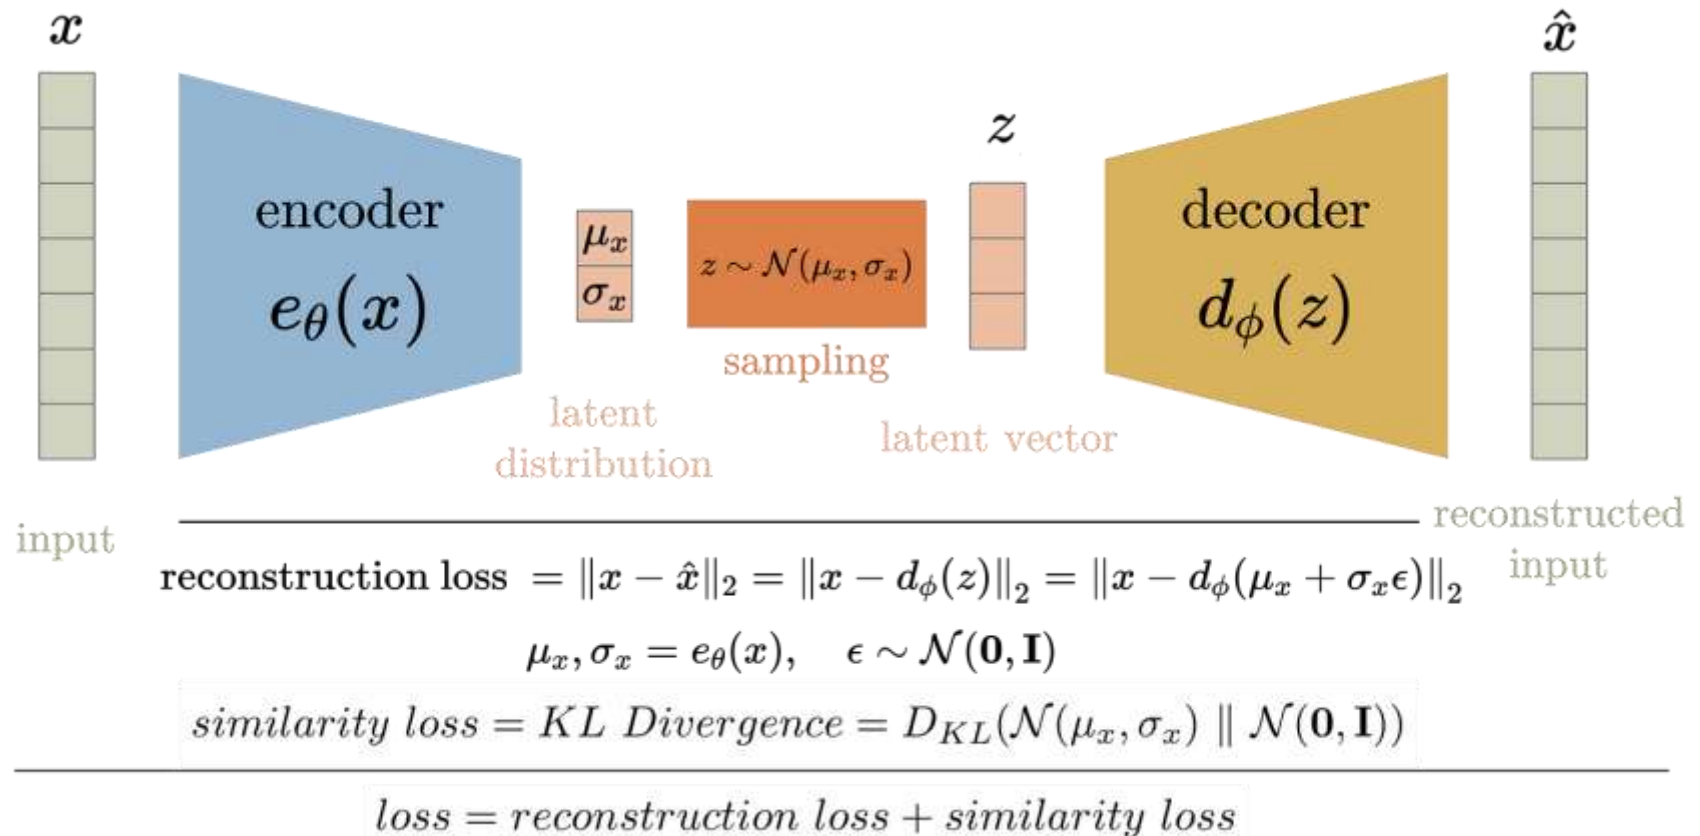 x
x̂
z
encoder
e_θ(x)
μ_x
σ_x
z ∼ 𝒩(μ_x, σ_x)
sampling
decoder
d_ϕ(z)
latent
distribution
latent vector
input
reconstructed
input
reconstruction loss = ‖x − x̂‖₂ = ‖x − d_ϕ(z)‖₂ = ‖x − d_ϕ(μ_x + σ_xϵ)‖₂
μ_x, σ_x = e_θ(x), ϵ ∼ 𝒩(𝟎, 𝐈)
similarity loss = KL Divergence = D_{KL}(𝒩(μ_x, σ_x) ‖ 𝒩(𝟎, 𝐈))
loss = reconstruction loss + similarity loss